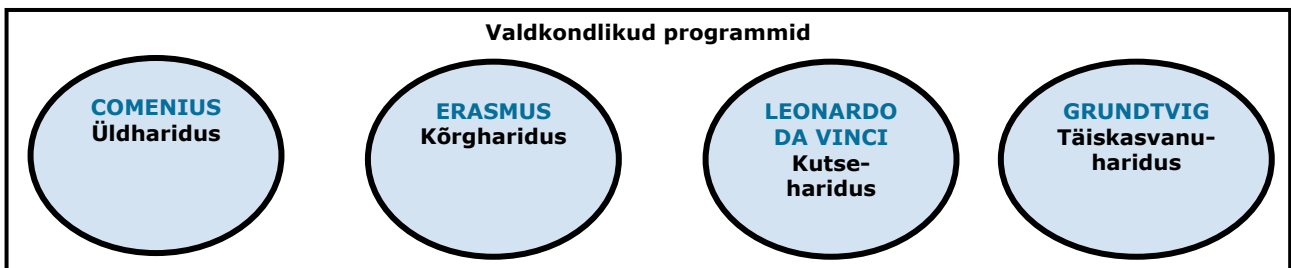 Valdkondlikud programmid
COMENIUS
Üldharidus
ERASMUS
Kõrgharidus
LEONARDO
DA VINCI
Kutse-
haridus
GRUNDTVIG
Täiskasvanu-
haridus